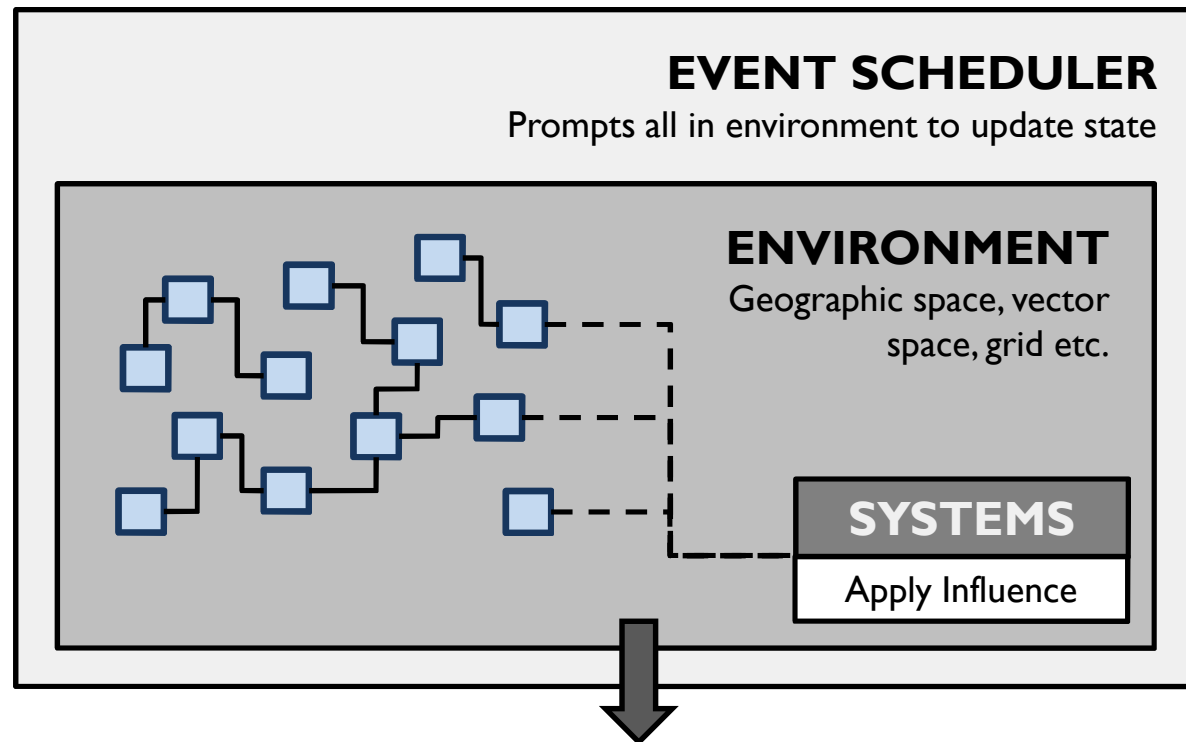 EVENT SCHEDULER
Prompts all in environment to update state
ENVIRONMENT
Geographic space, vector
space, grid etc.
SYSTEMS
Apply Influence